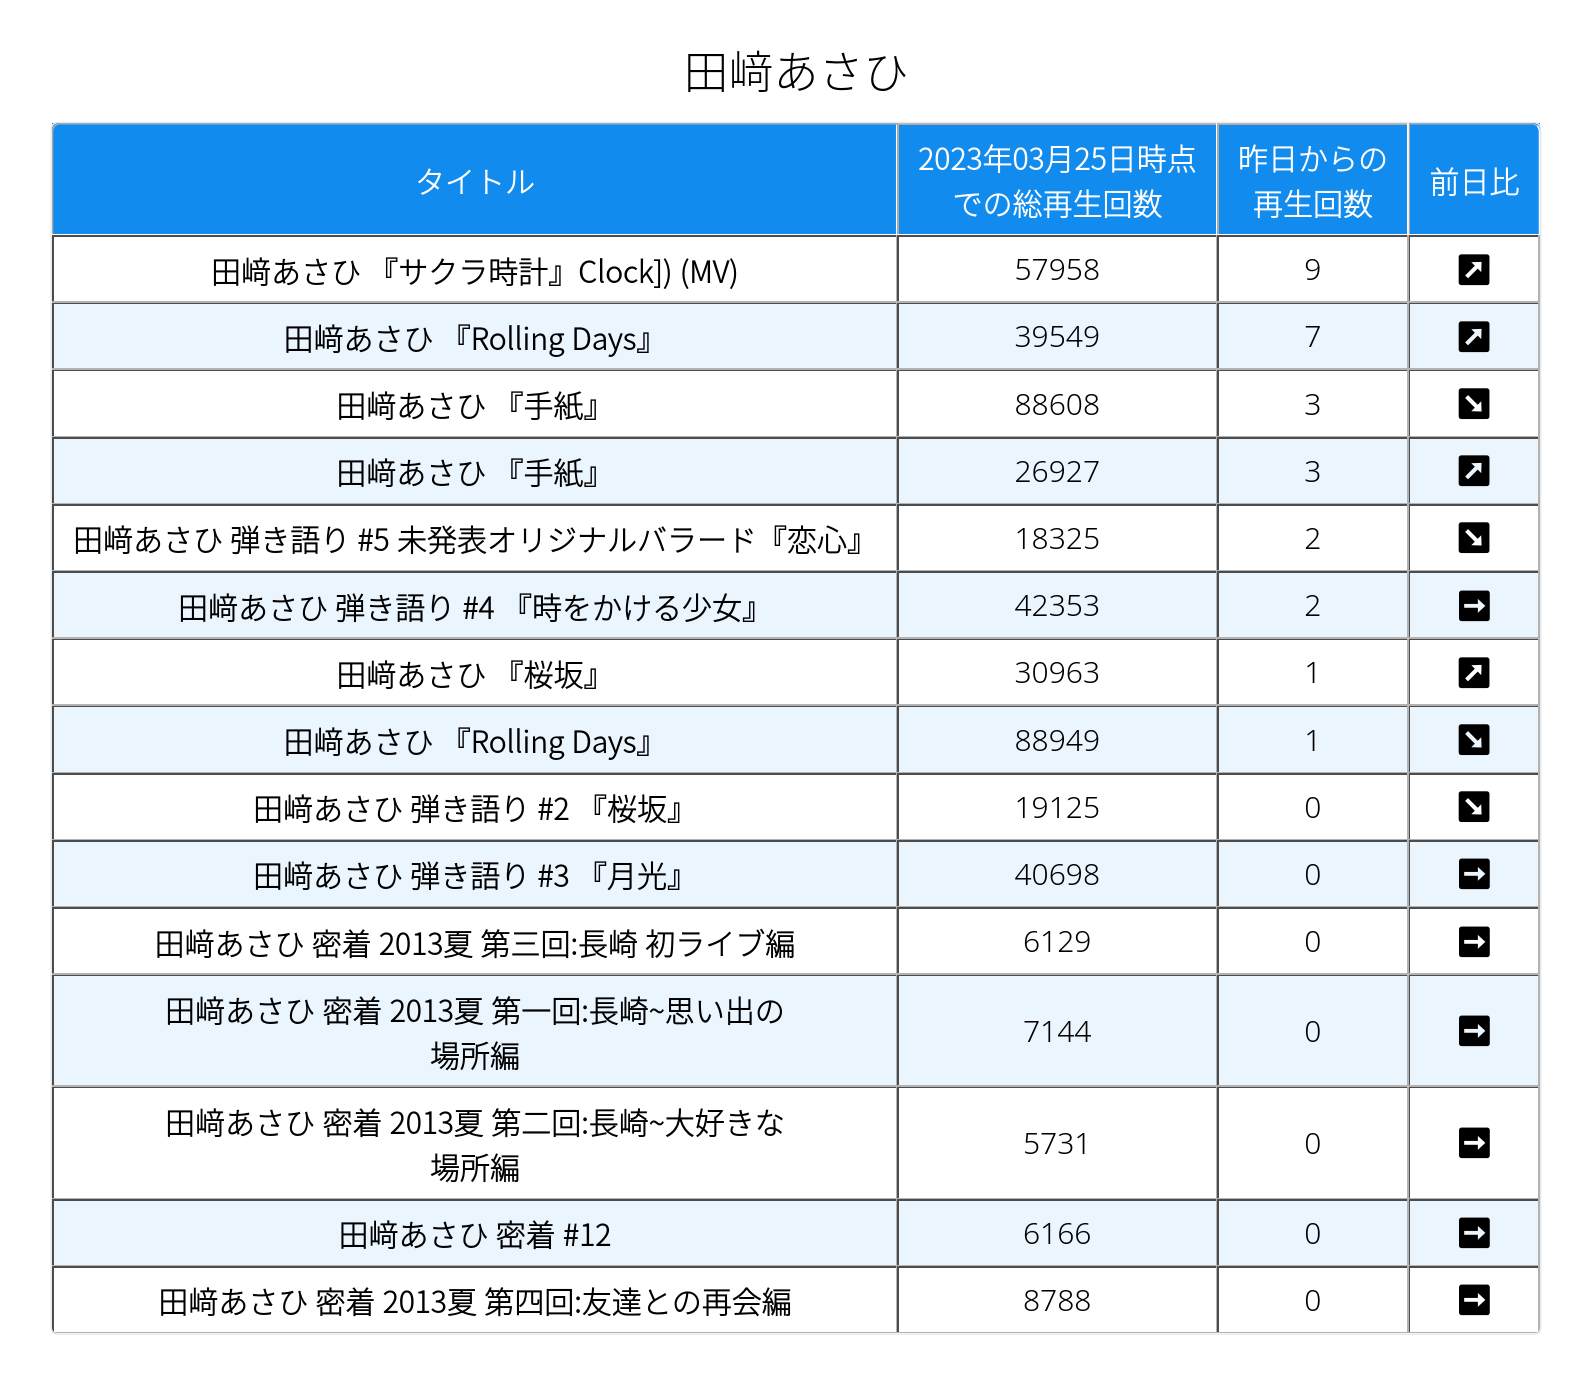 田﨑あさひ
タイトル
2023年03月25日時点
での総再生回数
昨日からの
再生回数
前日比
田﨑あさひ 『サクラ時計』Clock]) (MV) 57958 9
田﨑あさひ 『Rolling Days』 39549 7
田﨑あさひ 『手紙』 88608 3
田﨑あさひ 『手紙』 26927 3
田﨑あさひ 弾き語り #5 未発表オリジナルバラード『恋心』 18325 2
田﨑あさひ 弾き語り #4 『時をかける少女』 42353 2
田﨑あさひ 『桜坂』 30963 1
田﨑あさひ 『Rolling Days』 88949 1
田﨑あさひ 弾き語り #2 『桜坂』 19125 0
田﨑あさひ 弾き語り #3 『月光』 40698 0
田﨑あさひ 密着 2013夏 第三回:長崎 初ライブ編 6129 0
田﨑あさひ 密着 2013夏 第一回:長崎~思い出の
場所編 7144 0
田﨑あさひ 密着 2013夏 第二回:長崎~大好きな
場所編 5731 0
田﨑あさひ 密着 #12 6166 0
田﨑あさひ 密着 2013夏 第四回:友達との再会編 8788 0